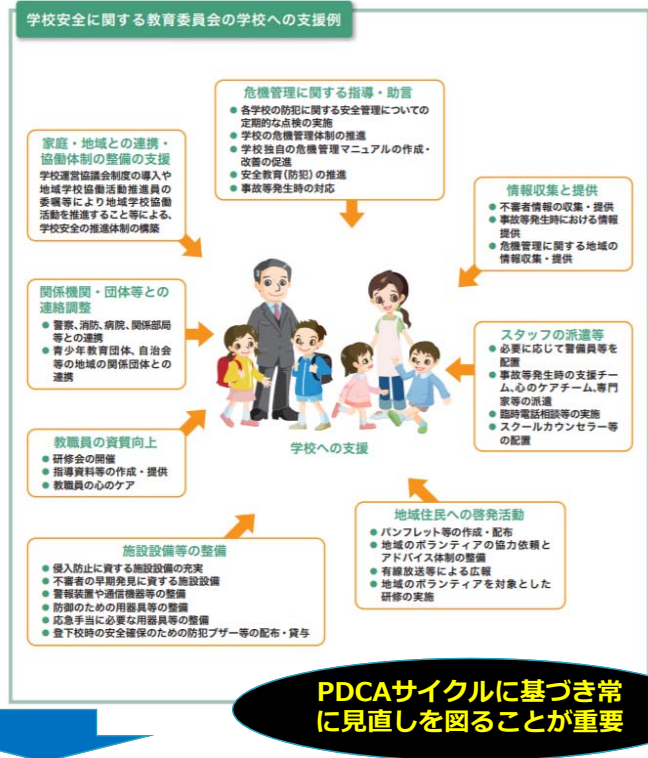 学校安全に関する教育委員会の学校への支援例
危機管理に関する指導・助言
● 各学校の防犯に関する安全管理についての
定期的な点検の実施
● 学校の危機管理体制の推進
● 学校独自の危機管理マニュアルの作成・
改善の促進
● 安全教育(防犯)の推進
● 事故等発生時の対応
家庭・地域との連携・
協働体制の整備の支援
学校運営協議会制度の導入や
地域学校協働活動推進員の
委嘱等により地域学校協働
活動を推進すること等による、
学校安全の推進体制の構築
情報収集と提供
● 不審者情報の収集・提供
● 事故等発生時における情報
提供
● 危機管理に関する地域の
情報収集・提供
関係機関・団体等との
連絡調整
● 警察、消防、病院、関係部局
等との連携
● 青少年教育団体、自治会
等の地域の関係団体との
連携
スタッフの派遣等
● 必要に応じて警備員等を
配置
● 事故等発生時の支援チー
ム、心のケアチーム、専門
家等の派遣
● 臨時電話相談等の実施
● スクールカウンセラー等
の配置
教職員の資質向上
● 研修会の開催
● 指導資料等の作成・提供
● 教職員の心のケア
学校への支援
地域住民への啓発活動
● パンフレット等の作成・配布
● 地域のボランティアの協力依頼と
アドバイス体制の整備
● 有線放送等による広報
● 地域のボランティアを対象とした
研修の実施
施設設備等の整備
● 侵入防止に資する施設設備の充実
● 不審者の早期発見に資する施設設備
● 警報装置や通信機器等の整備
● 防御のための用器具等の整備
● 応急手当に必要な用器具等の整備
● 登下校時の安全確保のための防犯ブザー等の配布・貸与
PDCAサイクルに基づき常
に見直しを図ることが重要